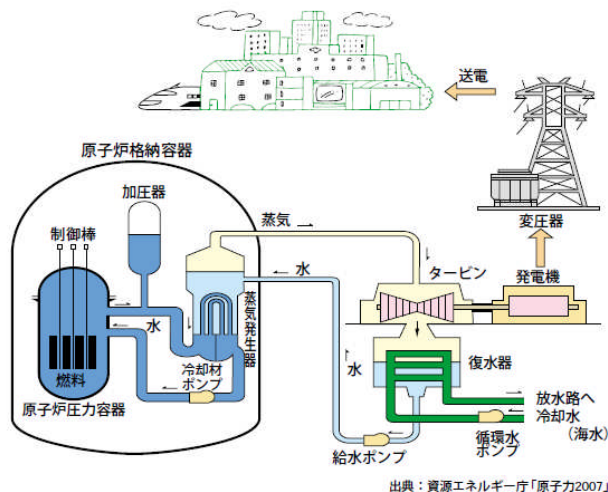 送電
原子炉格納容器
変圧器
加圧器
蒸気
制御棒
水
タービン
発電機
水
蒸気発生器
冷却材
ポンプ
燃料
原子炉圧力容器
水
復水器
放水路へ
冷却水
(海水)
循環水
ポンプ
給水ポンプ
出典：資源エネルギー庁「原子力2007」